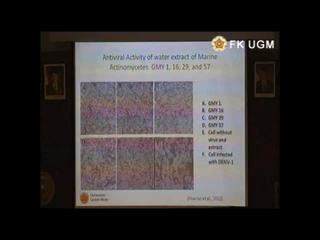 FK UGM
Antiviral Activity of water extract of Marine
Actinomycetes GMY 1, 16, 29, and 57
A. GMY 1
B. GMY 16
C. GMY 29
D. GMY 57
E. Cell without
virus and
extract
F. Cell infected
with DENV-1